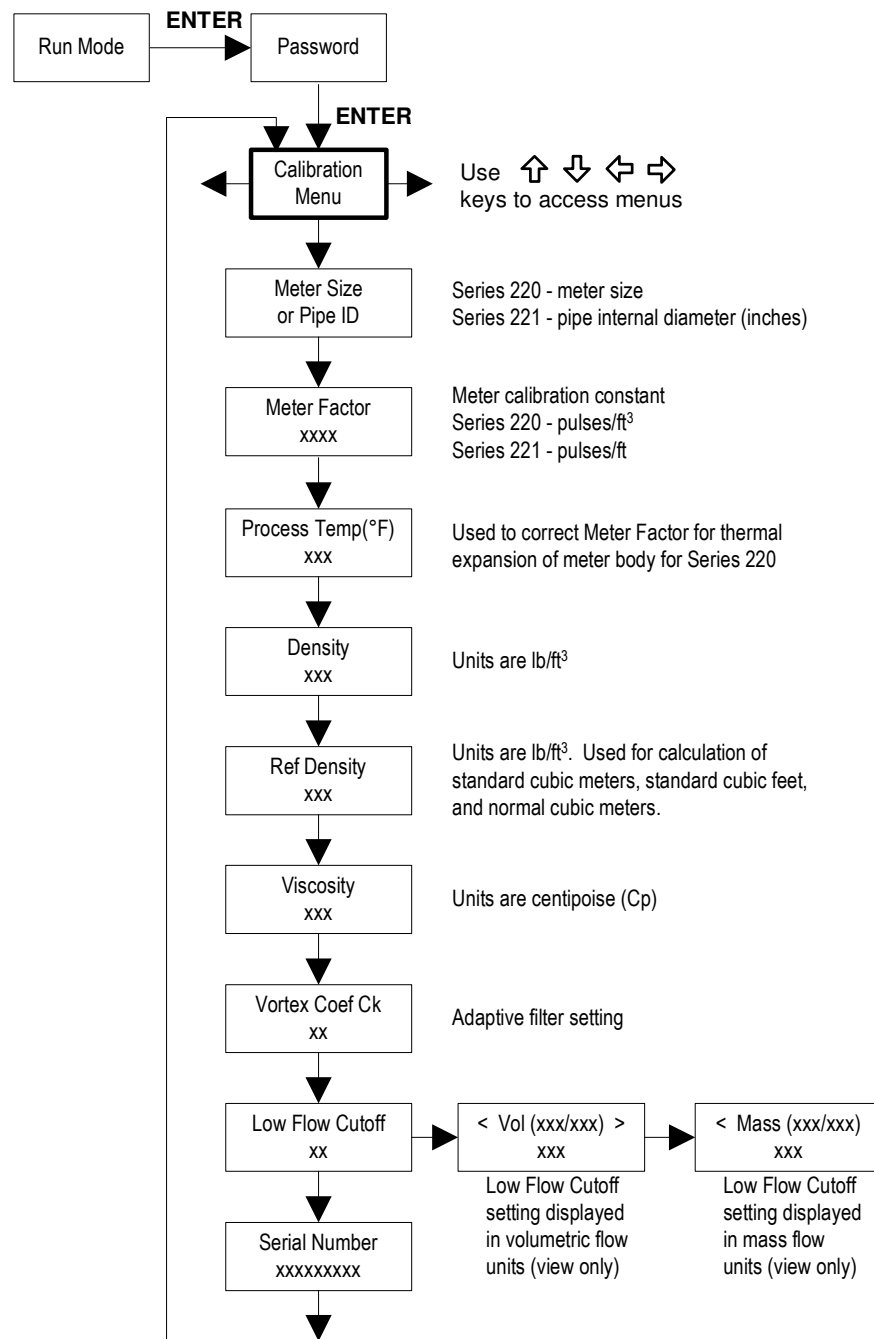 ENTER
Run Mode
Password
ENTER
Calibration
Menu
Use
keys to access menus
Meter Size
or Pipe ID
Series 220 - meter size
Series 221 - pipe internal diameter (inches)
Meter Factor
xxxx
Meter calibration constant
Series 220 - pulses/ft³
Series 221 - pulses/ft
Process Temp(°F)
xxx
Used to correct Meter Factor for thermal
expansion of meter body for Series 220
Density
xxx
Units are lb/ft³
Ref Density
xxx
Units are lb/ft³.  Used for calculation of
standard cubic meters, standard cubic feet,
and normal cubic meters.
Viscosity
xxx
Units are centipoise (Cp)
Vortex Coef Ck
xx
Adaptive filter setting
Low Flow Cutoff
xx
< Vol (xxx/xxx) >
xxx
< Mass (xxx/xxx)
xxx
Low Flow Cutoff
setting displayed
in volumetric flow
units (view only)
Low Flow Cutoff
setting displayed
in mass flow
units (view only)
Serial Number
xxxxxxxxx